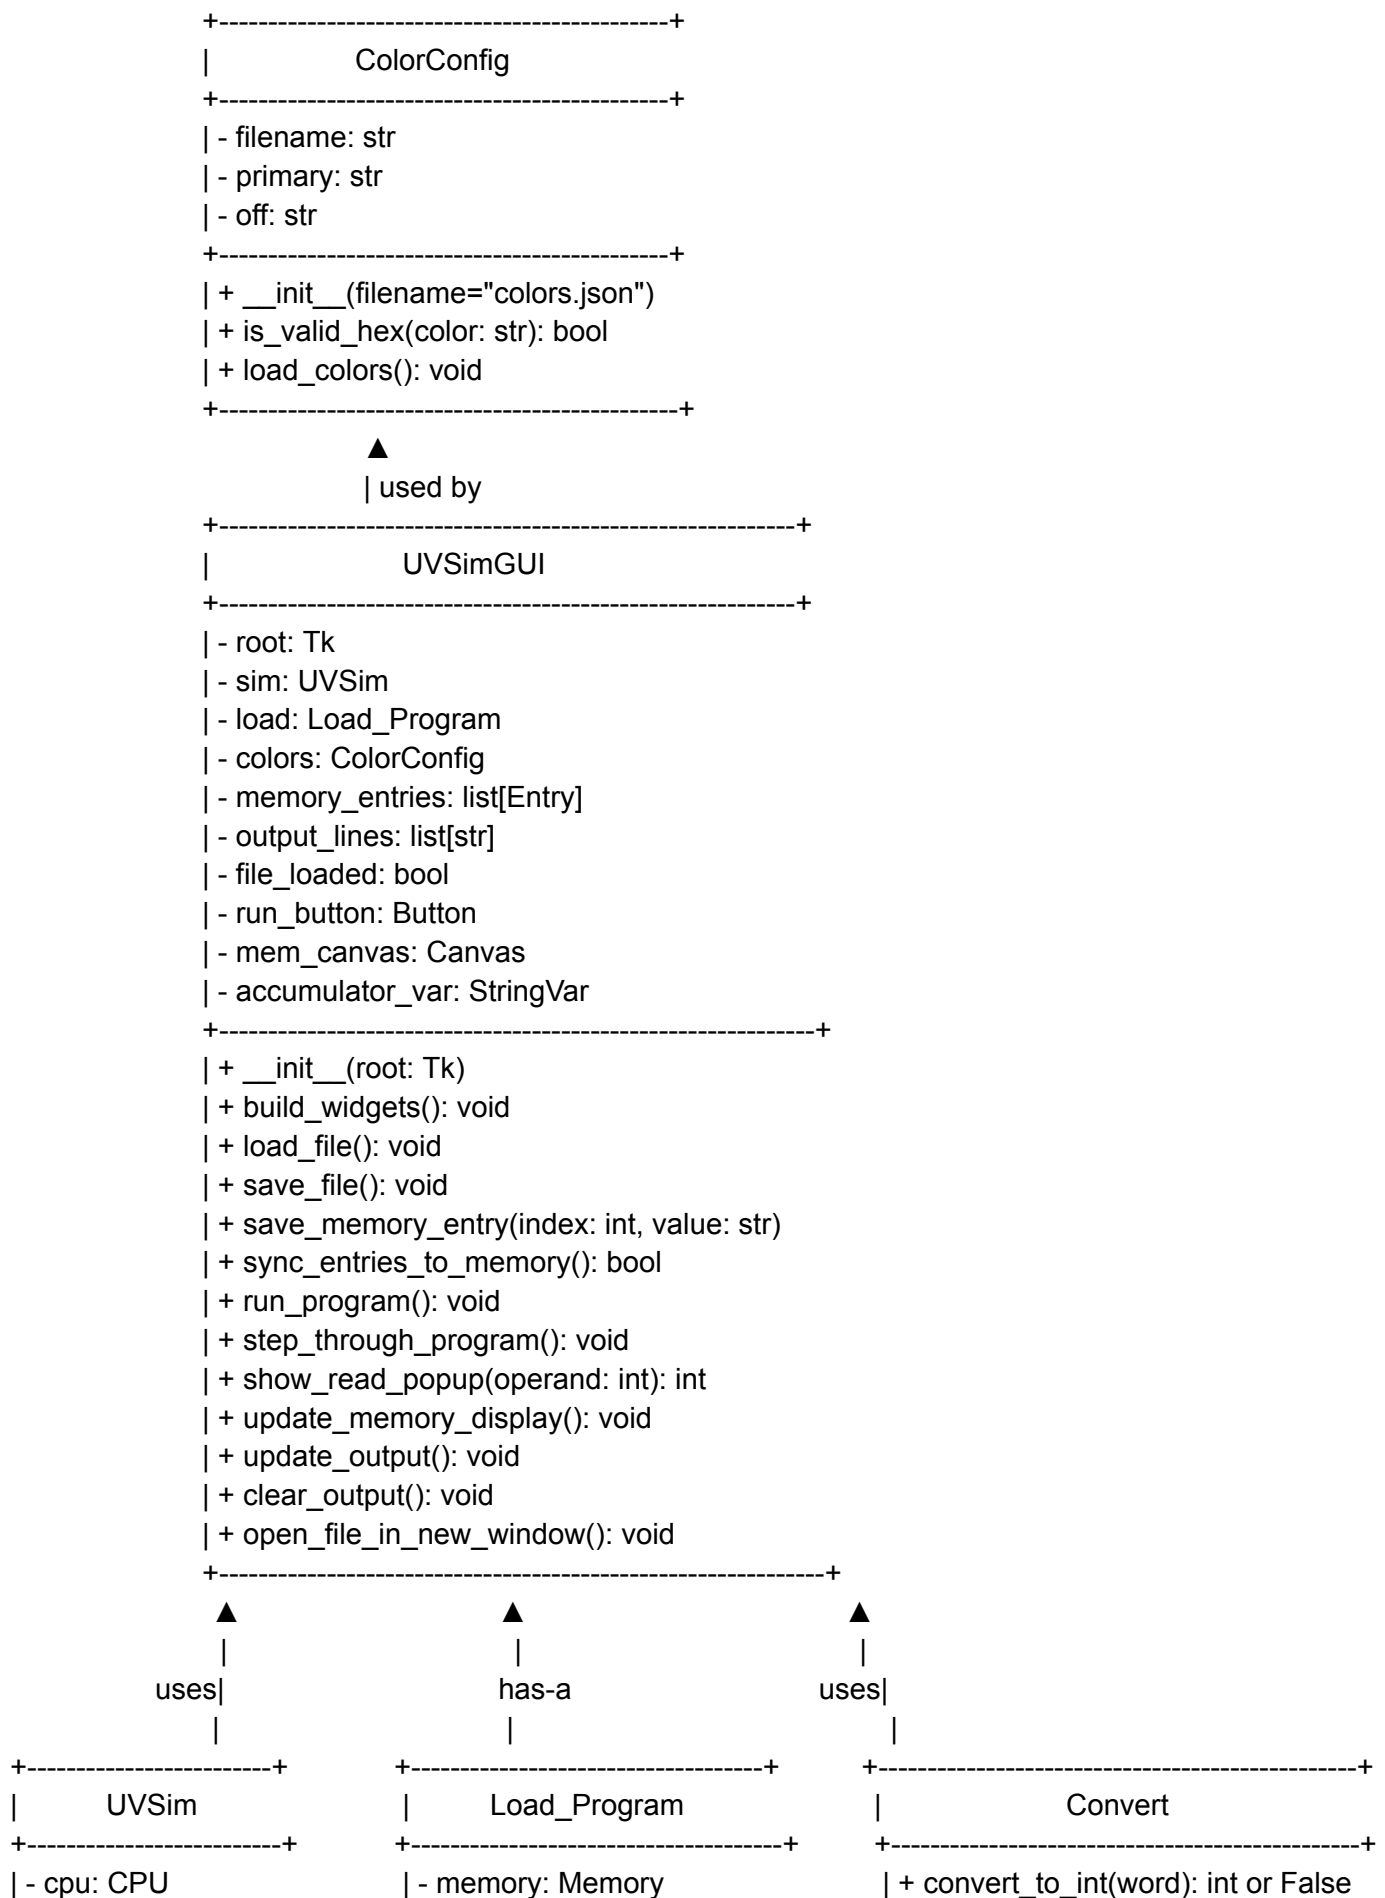 +----------------------------------------------+
| ColorConfig
+----------------------------------------------+
| - filename: str
| - primary: str
| - off: str
+----------------------------------------------+
| + __init__(filename="colors.json")
| + is_valid_hex(color: str): bool
| + load_colors(): void
+-----------------------------------------------+
▲
| used by
+-----------------------------------------------------------+
| UVSimGUI
+-----------------------------------------------------------+
| - root: Tk
| - sim: UVSim
| - load: Load_Program
| - colors: ColorConfig
| - memory_entries: list[Entry]
| - output_lines: list[str]
| - file_loaded: bool
| - run_button: Button
| - mem_canvas: Canvas
| - accumulator_var: StringVar
+-------------------------------------------------------------+
| + __init__(root: Tk)
| + build_widgets(): void
| + load_file(): void
| + save_file(): void
| + save_memory_entry(index: int, value: str)
| + sync_entries_to_memory(): bool
| + run_program(): void
| + step_through_program(): void
| + show_read_popup(operand: int): int
| + update_memory_display(): void
| + update_output(): void
| + clear_output(): void
| + open_file_in_new_window(): void
+--------------------------------------------------------------+
▲ ▲ ▲
| | |
uses| has-a uses|
| | |
+-------------------------+ +------------------------------------+ +-------------------------------------------------+
| UVSim | Load_Program | Convert
+--------------------------+ +--------------------------------------+ +------------------------------------------------+
| - cpu: CPU | - memory: Memory | + convert_to_int(word): int or False